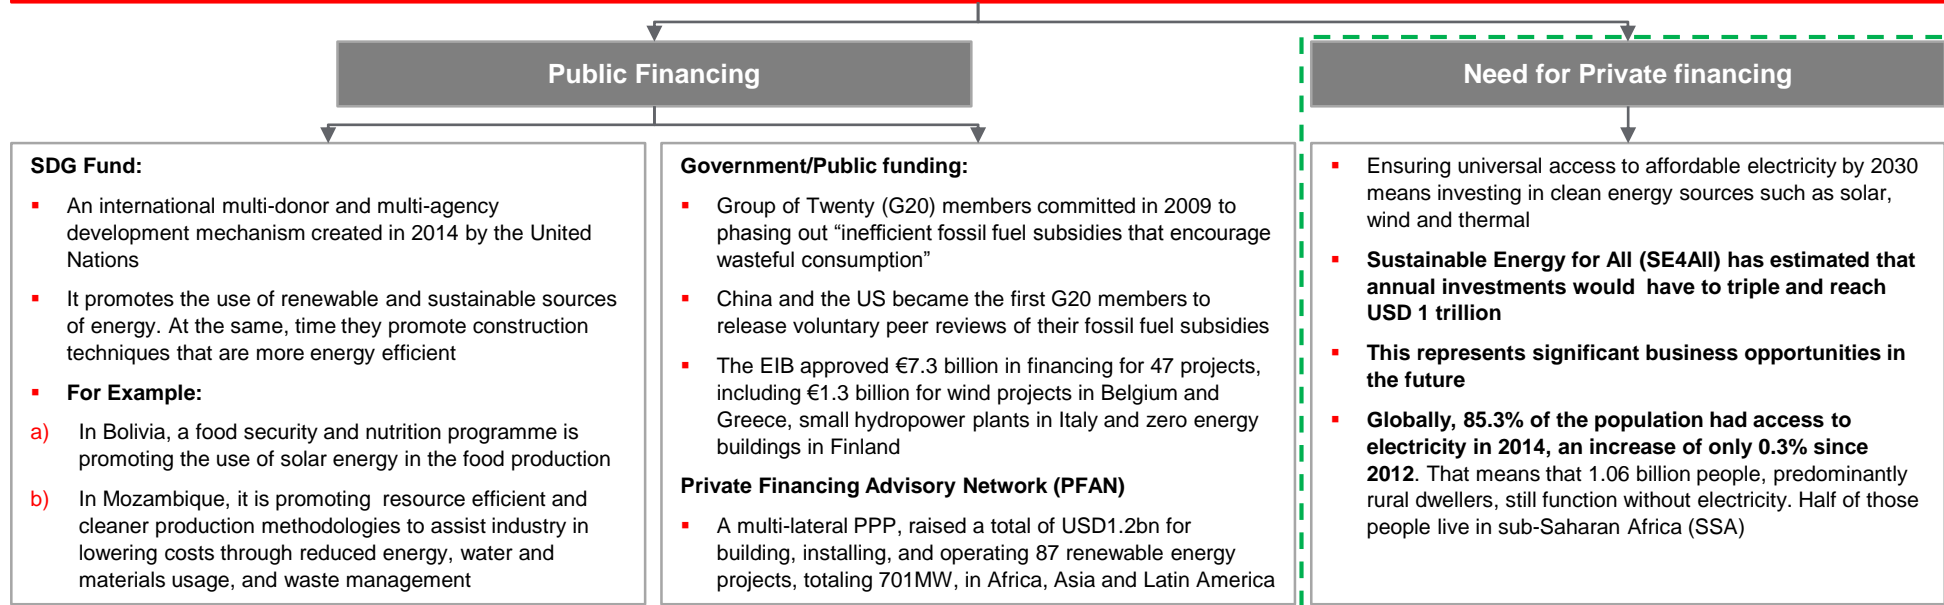 Public Financing
Need for Private financing
SDG Fund:
▪ An international multi-donor and multi-agency
development mechanism created in 2014 by the United
Nations
▪ It promotes the use of renewable and sustainable sources
of energy. At the same, time they promote construction
techniques that are more energy efficient
▪ For Example:
a) In Bolivia, a food security and nutrition programme is
promoting the use of solar energy in the food production
b) In Mozambique, it is promoting resource efficient and
cleaner production methodologies to assist industry in
lowering costs through reduced energy, water and
materials usage, and waste management
Government/Public funding:
▪ Group of Twenty (G20) members committed in 2009 to
phasing out “inefficient fossil fuel subsidies that encourage
wasteful consumption”
▪ China and the US became the first G20 members to
release voluntary peer reviews of their fossil fuel subsidies
▪ The EIB approved €7.3 billion in financing for 47 projects,
including €1.3 billion for wind projects in Belgium and
Greece, small hydropower plants in Italy and zero energy
buildings in Finland
Private Financing Advisory Network (PFAN)
▪ A multi-lateral PPP, raised a total of USD1.2bn for
building, installing, and operating 87 renewable energy
projects, totaling 701MW, in Africa, Asia and Latin America
▪ Ensuring universal access to affordable electricity by 2030
means investing in clean energy sources such as solar,
wind and thermal
▪ Sustainable Energy for All (SE4All) has estimated that
annual investments would have to triple and reach
USD 1 trillion
▪ This represents significant business opportunities in
the future
▪ Globally, 85.3% of the population had access to
electricity in 2014, an increase of only 0.3% since
2012. That means that 1.06 billion people, predominantly
rural dwellers, still function without electricity. Half of those
people live in sub-Saharan Africa (SSA)